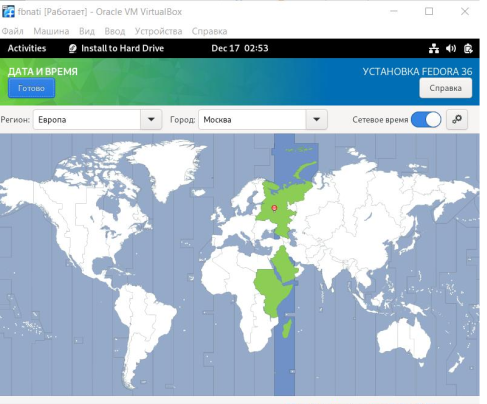 fbnati [Работает] - Oracle VM VirtualBox
Файл Машина Вид Ввод Устройства Справка
Activities Install to Hard Drive Dec 17 02:53
ДАТА И ВРЕМЯ УСТАНОВКА FEDORA 36
Готово Справка
Регион: Европа Город: Москва Сетевое время